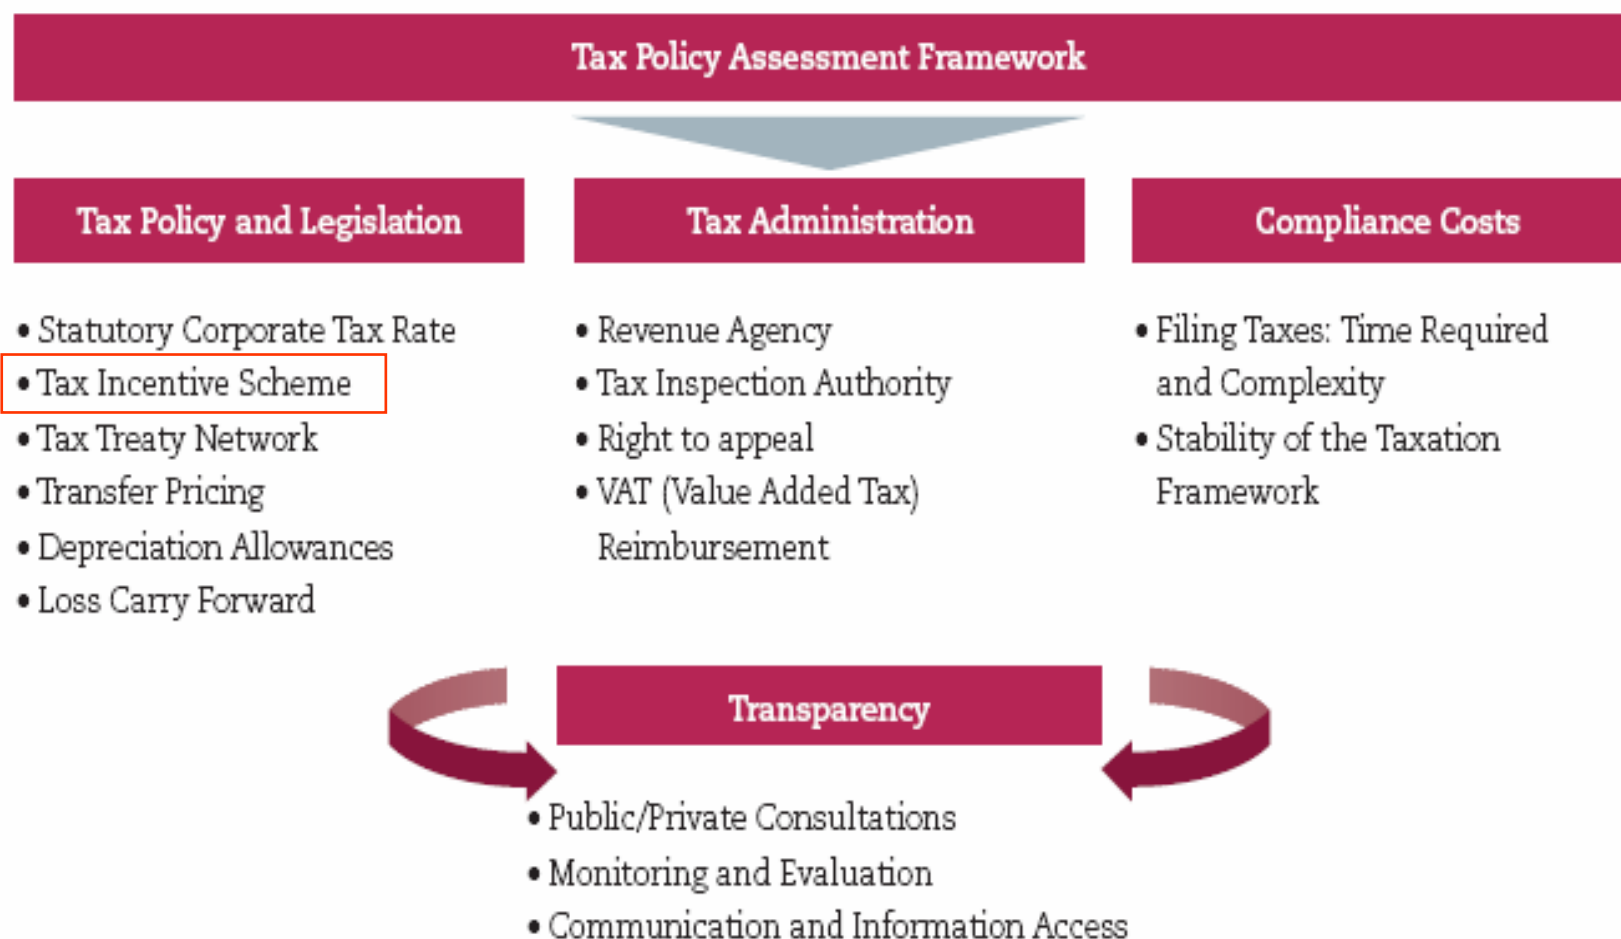 Tax Policy Assessment Framework
Tax Policy and Legislation
• Statutory Corporate Tax Rate
• Tax Incentive Scheme
• Tax Treaty Network
• Transfer Pricing
• Depreciation Allowances
• Loss Carry Forward
Tax Administration
• Revenue Agency
• Tax Inspection Authority
• Right to appeal
• VAT (Value Added Tax)
Reimbursement
Compliance Costs
• Filing Taxes: Time Required
and Complexity
• Stability of the Taxation
Framework
Transparency
• Public/Private Consultations
• Monitoring and Evaluation
• Communication and Information Access